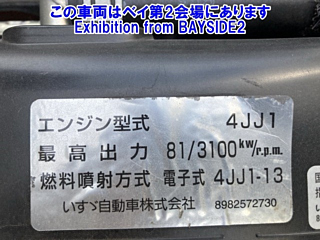 この車両はベイ第2会場にあります
Exhibition from BAYSIDE2
エンジン型式 4JJ1
最高出力 81/3100 kw/r.p.m.
燃料噴射方式 電子式 4JJ1-13
いすゞ自動車株式会社 8982572730
国